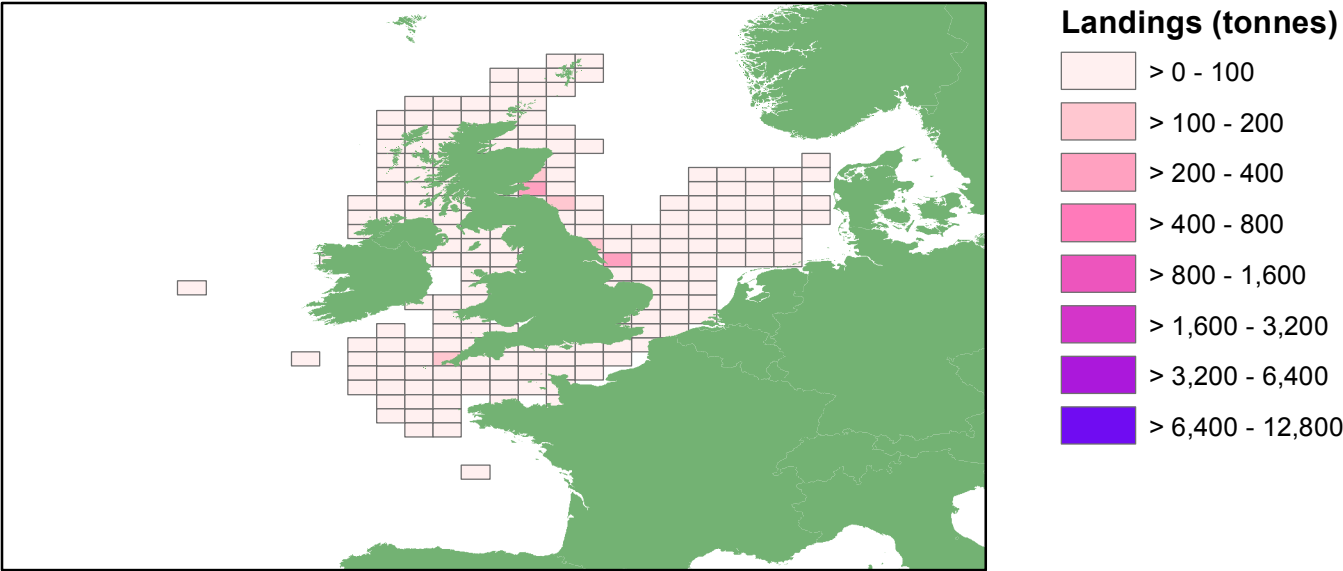 Landings (tonnes)
> 0 - 100
> 100 - 200
> 200 - 400
> 400 - 800
> 800 - 1,600
> 1,600 - 3,200
> 3,200 - 6,400
> 6,400 - 12,800